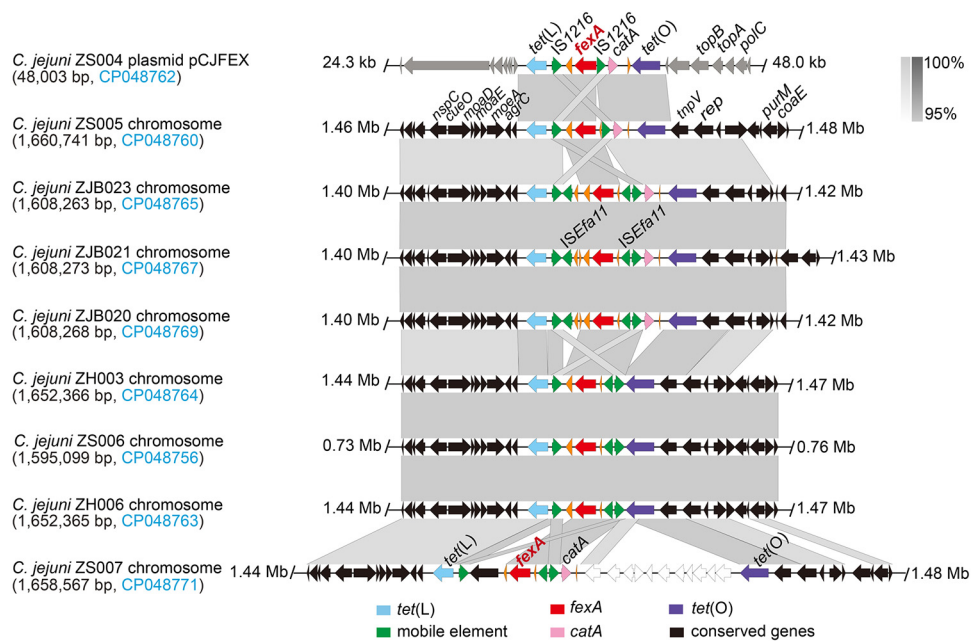 tet(L)
IS1216
fexA
IS1216
catA
tet(O)
topB
topA
polC
C. jejuni ZS004 plasmid pCJFEX
(48,003 bp, CP048762)
24.3 kb
48.0 kb
100%
95%
nspC
cueO
moaD
moaE
moeA
agrC
tnpV
rep
purM
coaE
C. jejuni ZS005 chromosome
(1,660,741 bp, CP048760)
1.46 Mb
1.48 Mb
C. jejuni ZJB023 chromosome
(1,608,263 bp, CP048765)
1.40 Mb
1.42 Mb
ISEfa11
ISEfa11
C. jejuni ZJB021 chromosome
(1,608,273 bp, CP048767)
1.40 Mb
1.43 Mb
C. jejuni ZJB020 chromosome
(1,608,268 bp, CP048769)
1.40 Mb
1.42 Mb
C. jejuni ZH003 chromosome
(1,652,366 bp, CP048764)
1.44 Mb
1.47 Mb
C. jejuni ZS006 chromosome
(1,595,099 bp, CP048756)
0.73 Mb
0.76 Mb
C. jejuni ZH006 chromosome
(1,652,365 bp, CP048763)
1.44 Mb
1.47 Mb
tet(L)
fexA
catA
tet(O)
C. jejuni ZS007 chromosome
(1,658,567 bp, CP048771)
1.44 Mb
1.48 Mb
tet(L)
fexA
tet(O)
mobile element
catA
conserved genes